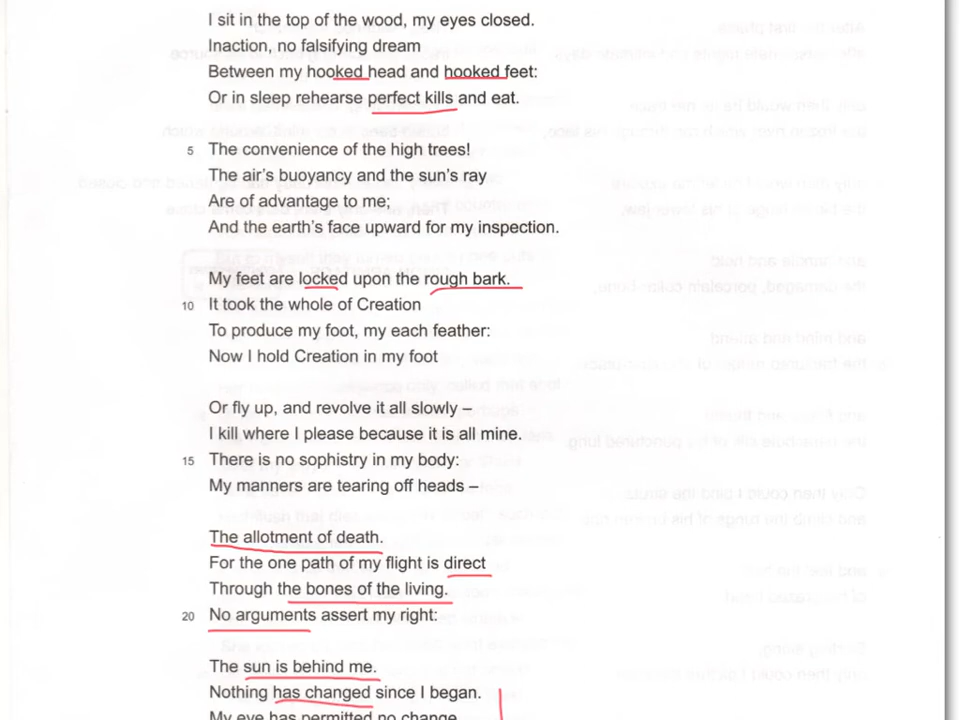 I sit in the top of the wood, my eyes closed.
Inaction, no falsifying dream
Between my hooked head and hooked feet:
Or in sleep rehearse perfect kills and eat.
5 The convenience of the high trees!
The air's buoyancy and the sun's ray
Are of advantage to me;
And the earth's face upward for my inspection.
My feet are locked upon the rough bark.
10 It took the whole of Creation
To produce my foot, my each feather:
Now I hold Creation in my foot
Or fly up, and revolve it all slowly –
I kill where I please because it is all mine.
15 There is no sophistry in my body:
My manners are tearing off heads –
The allotment of death.
For the one path of my flight is direct
Through the bones of the living.
20 No arguments assert my right:
The sun is behind me.
Nothing has changed since I began.
My eye has permitted no change.